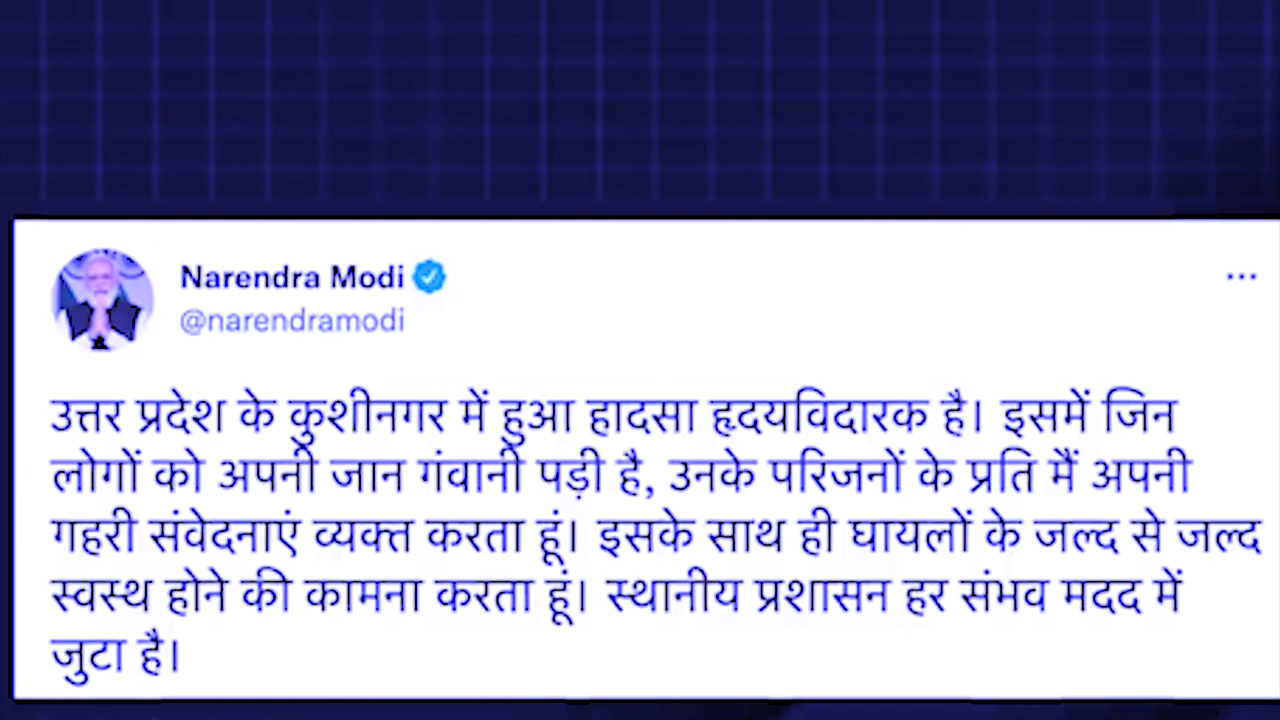 Narendra Modi
@narendramodi
उत्तर प्रदेश के कुशीनगर में हुआ हादसा हृदयविदारक है। इसमें जिन
लोगों को अपनी जान गंवानी पड़ी है, उनके परिजनों के प्रति मैं अपनी
गहरी संवेदनाएं व्यक्त करता हूं। इसके साथ ही घायलों के जल्द से जल्द
स्वस्थ होने की कामना करता हूं। स्थानीय प्रशासन हर संभव मदद में
जुटा है।